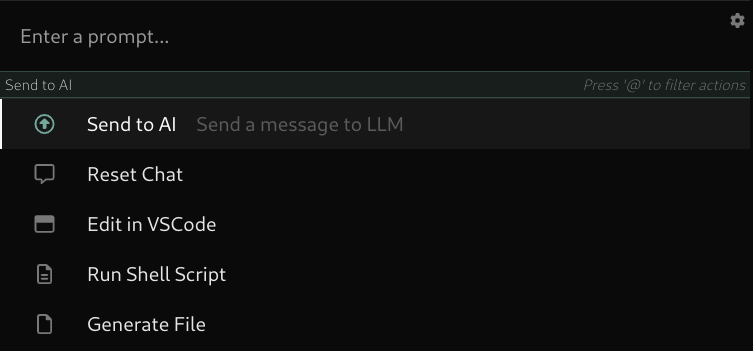 Enter a prompt...
Send to AI Press '@' to filter actions
Send to AI Send a message to LLM
Reset Chat
Edit in VSCode
Run Shell Script
Generate File